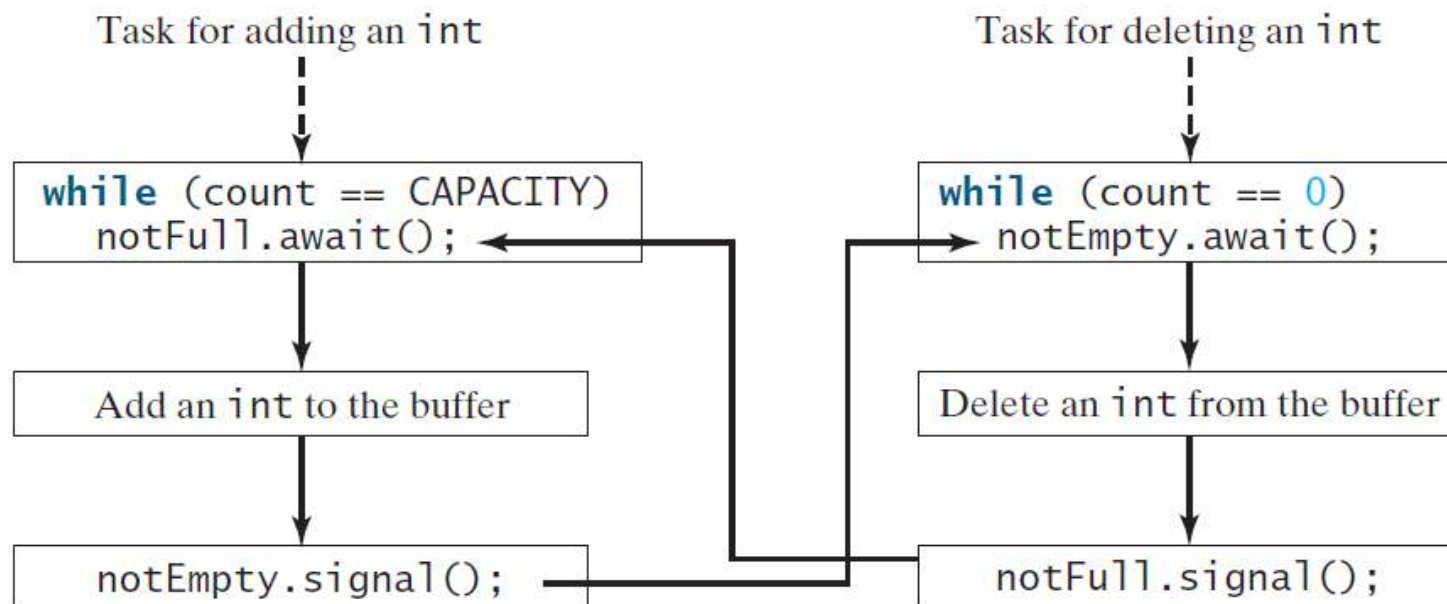 Task for adding an int
while (count == CAPACITY)
notFull.await();
Add an int to the buffer
notEmpty.signal();
Task for deleting an int
while (count == 0)
notEmpty.await();
Delete an int from the buffer
notFull.signal();